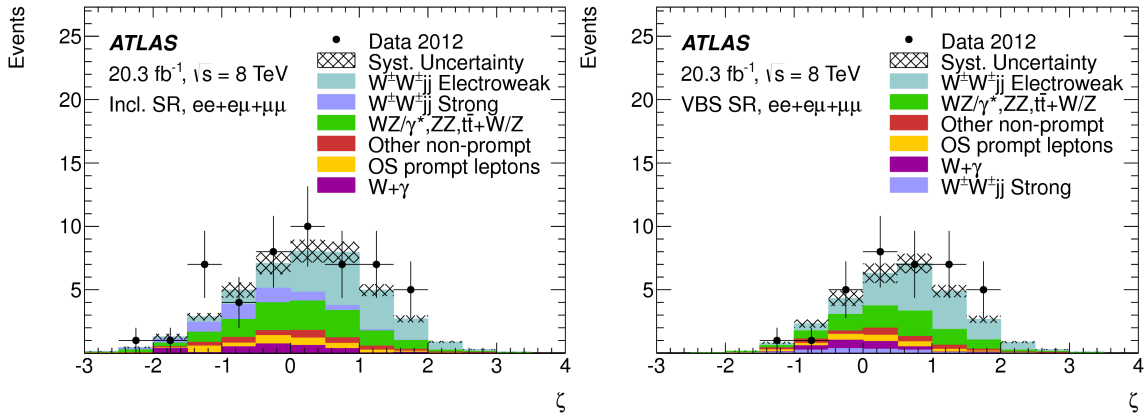 Events
25
20
15
10
5
-3 -2 -1 0 1 2 3 4
ζ
ATLAS
20.3 fb⁻¹, √s = 8 TeV
Incl. SR, ee+eμ+μμ
Data 2012
Syst. Uncertainty
W±W±jj Electroweak
W±W±jj Strong
WZ/γ*,ZZ,tt̄+W/Z
Other non-prompt
OS prompt leptons
W+γ
Events
25
20
15
10
5
-3 -2 -1 0 1 2 3 4
ζ
ATLAS
20.3 fb⁻¹, √s = 8 TeV
VBS SR, ee+eμ+μμ
Data 2012
Syst. Uncertainty
W±W±jj Electroweak
WZ/γ*,ZZ,tt̄+W/Z
Other non-prompt
OS prompt leptons
W+γ
W±W±jj Strong